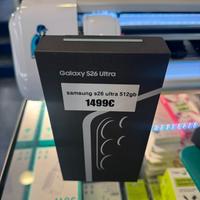 Galaxy S26 Ultra
samsung s26 ultra 512gb
1499€